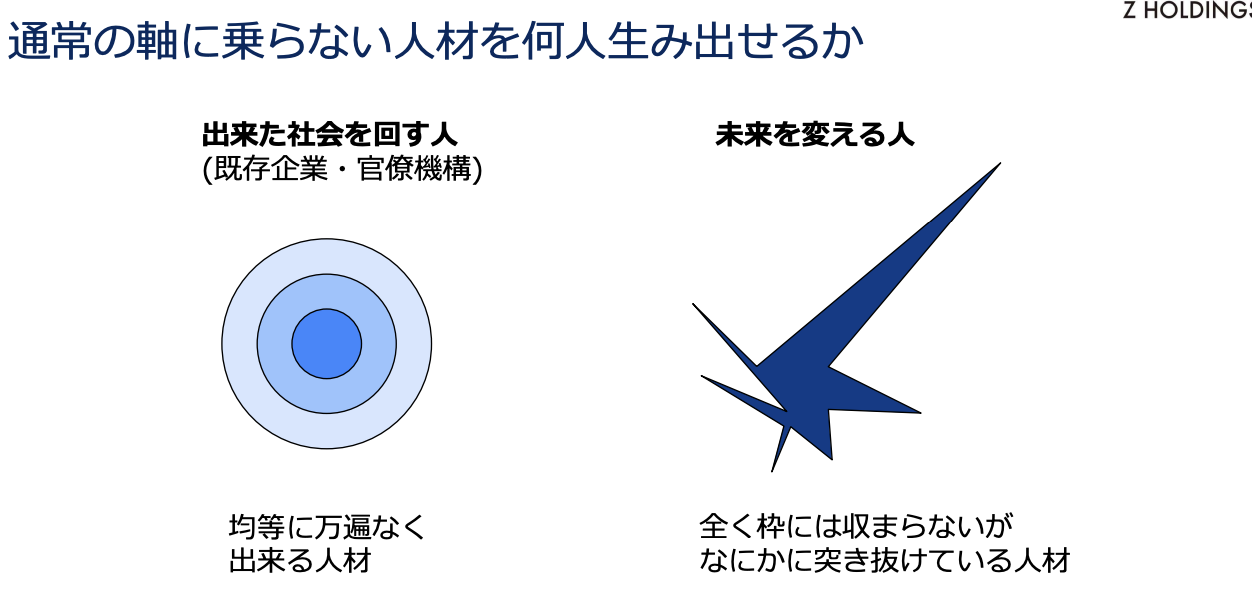 Z HOLDINGS
通常の軸に乗らない人材を何人生み出せるか
出来た社会を回す人
(既存企業・官僚機構)
未来を変える人
均等に万遍なく
出来る人材
全く枠には収まらないが
なにかに突き抜けている人材